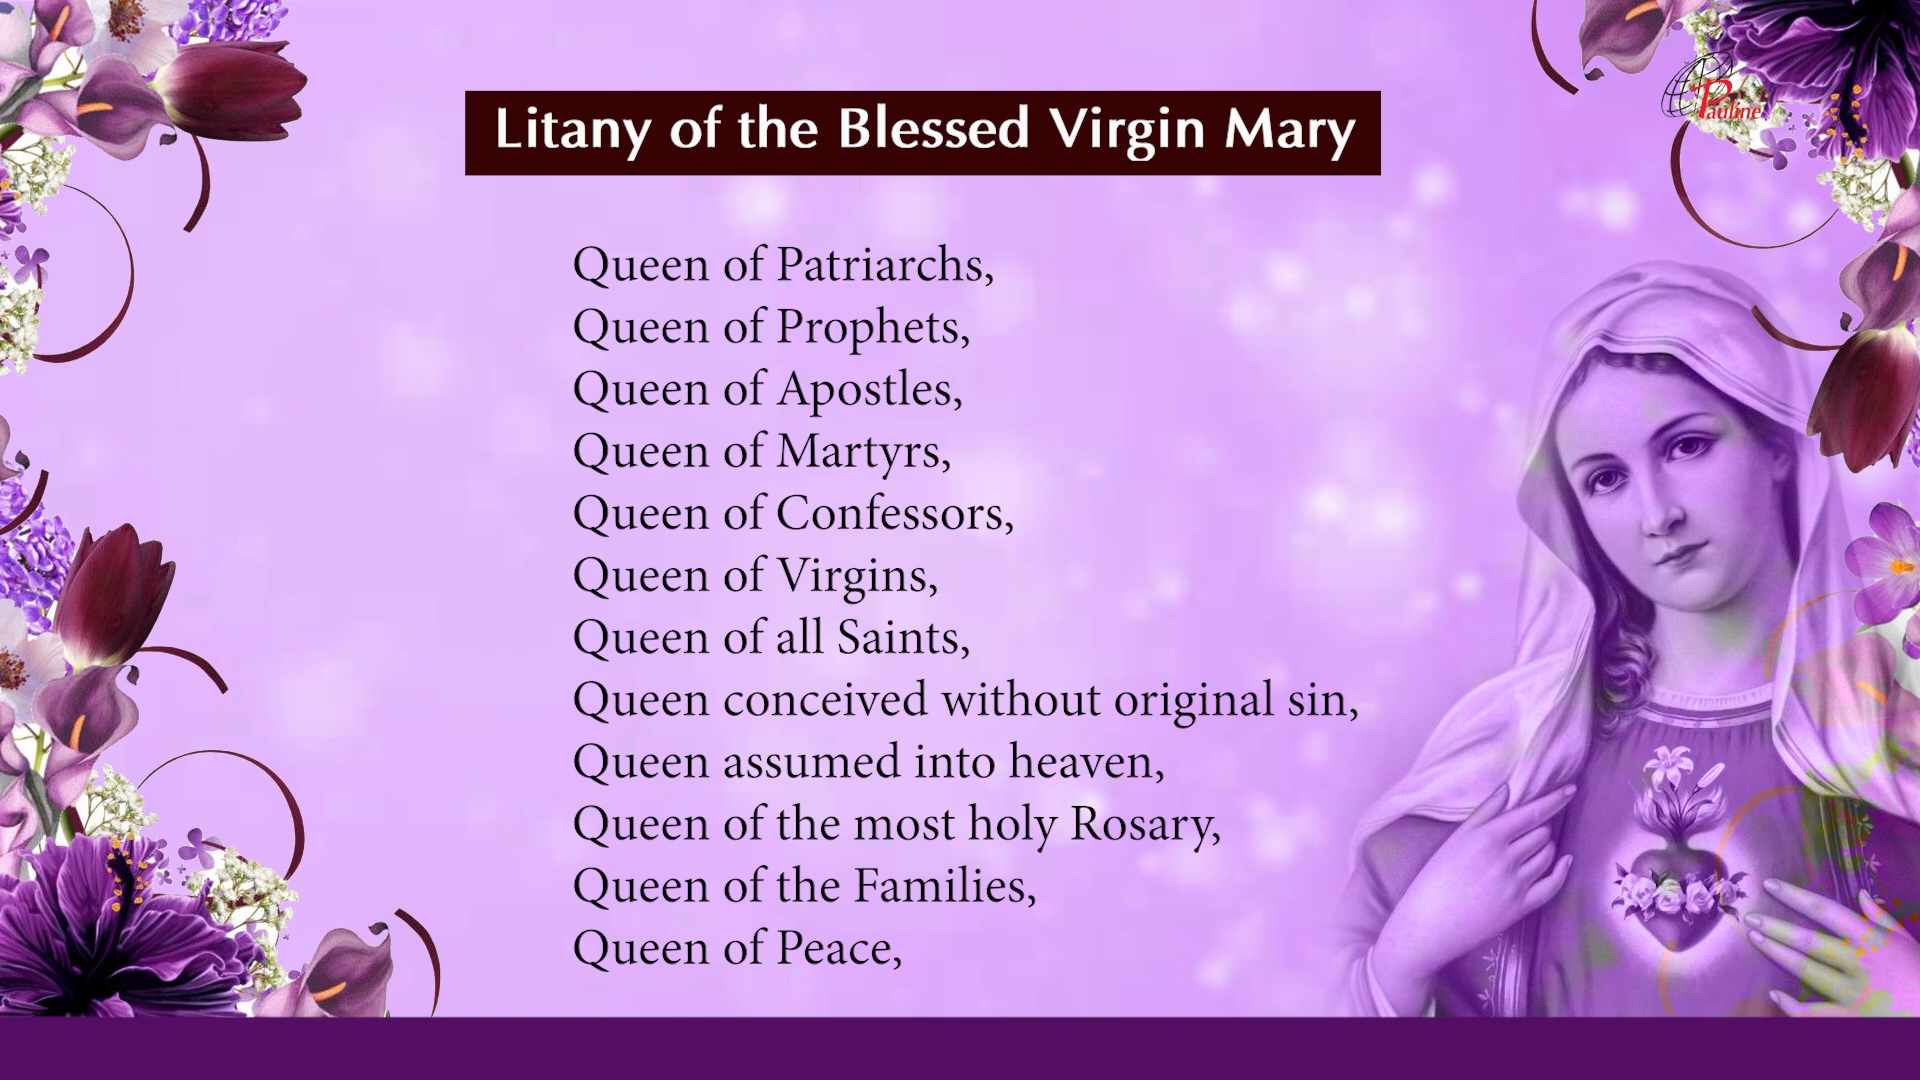 Pauline
Litany of the Blessed Virgin Mary
Queen of Patriarchs,
Queen of Prophets,
Queen of Apostles,
Queen of Martyrs,
Queen of Confessors,
Queen of Virgins,
Queen of all Saints,
Queen conceived without original sin,
Queen assumed into heaven,
Queen of the most holy Rosary,
Queen of the Families,
Queen of Peace,